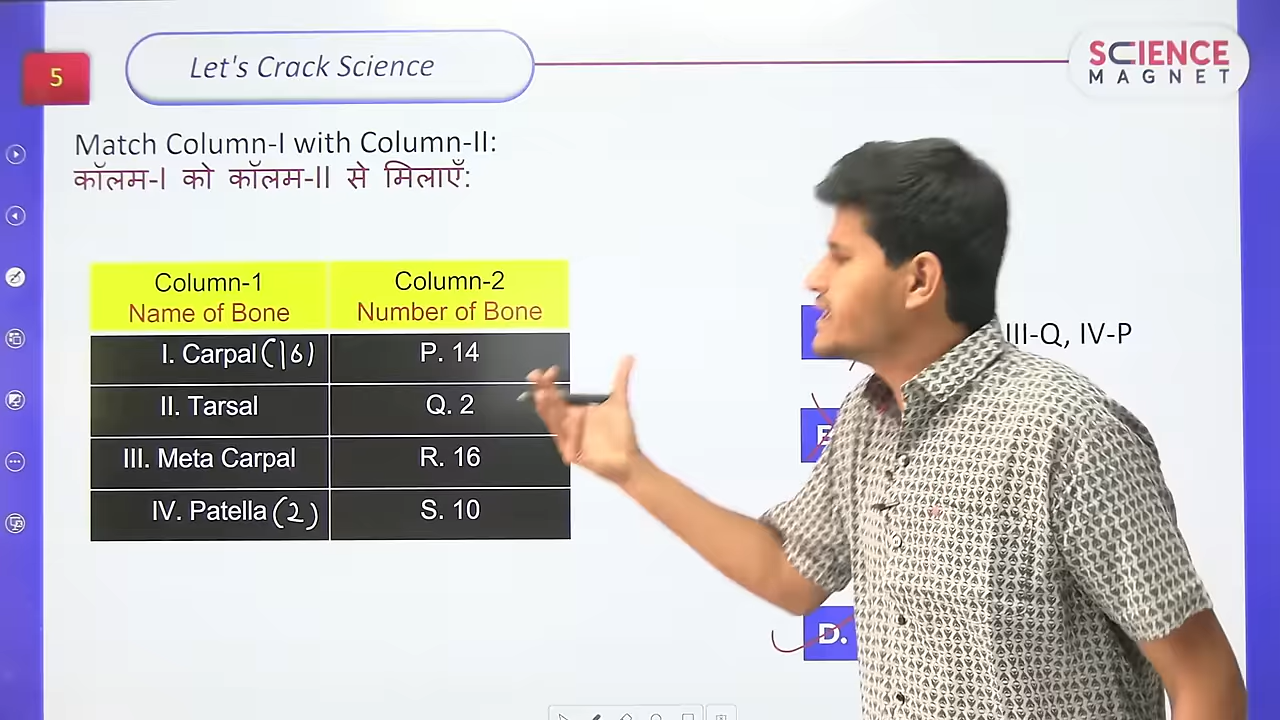 5
Let's Crack Science
SCIENCE
MAGNET
Match Column-I with Column-II:
कॉलम-I को कॉलम-II से मिलाएँ:
Column-1
Name of Bone
Column-2
Number of Bone
I. Carpal (16)
P. 14
II. Tarsal
Q. 2
III. Meta Carpal
R. 16
IV. Patella (2)
S. 10
III-Q, IV-P
D.